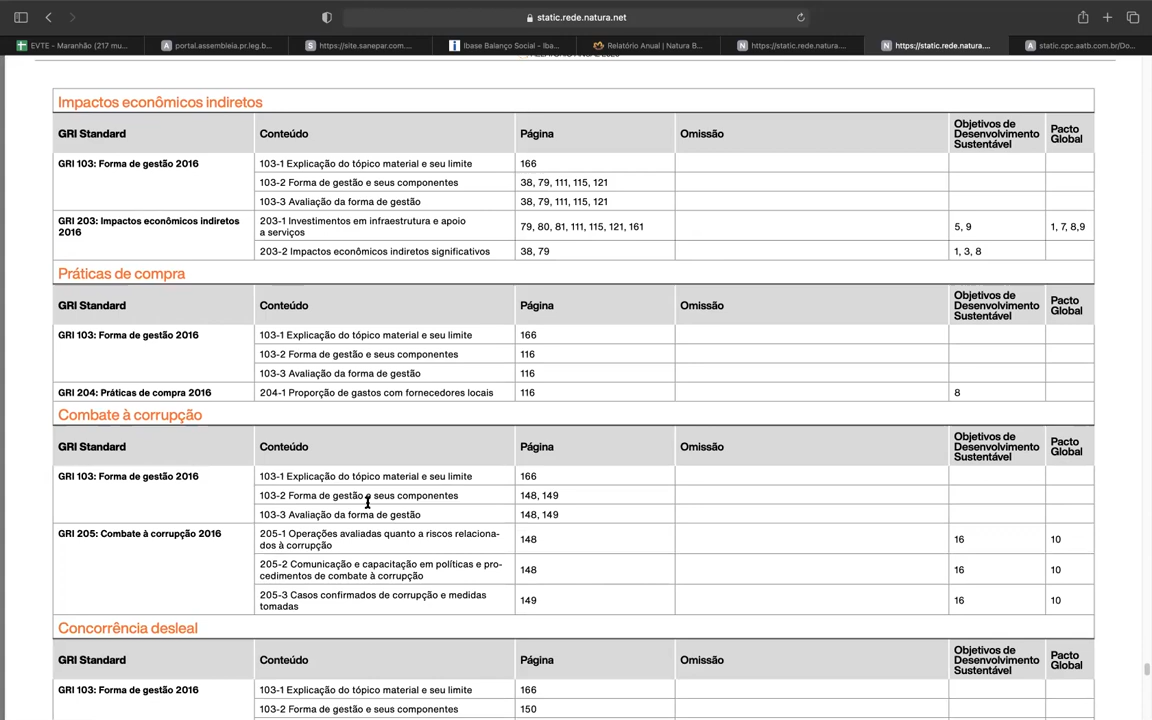 static.rede.natura.net
EVTE - Maranhão (217 mu...
portal.assembleia.pr.leg.b...
https://site.sanepar.com....
Ibase Balanço Social - Iba...
Relatório Anual | Natura B...
https://static.rede.natura....
https://static.rede.natura....
static.cpc.aatb.com.br/Do...
Impactos econômicos indiretos
GRI Standard Conteúdo Página Omissão Objetivos de Desenvolvimento Sustentável Pacto Global
GRI 103: Forma de gestão 2016 103-1 Explicação do tópico material e seu limite 166
103-2 Forma de gestão e seus componentes 38, 79, 111, 115, 121
103-3 Avaliação da forma de gestão 38, 79, 111, 115, 121
GRI 203: Impactos econômicos indiretos 2016 203-1 Investimentos em infraestrutura e apoio a serviços 79, 80, 81, 111, 115, 121, 161 5, 9 1, 7, 8,9
203-2 Impactos econômicos indiretos significativos 38, 79 1, 3, 8
Práticas de compra
GRI Standard Conteúdo Página Omissão Objetivos de Desenvolvimento Sustentável Pacto Global
GRI 103: Forma de gestão 2016 103-1 Explicação do tópico material e seu limite 166
103-2 Forma de gestão e seus componentes 116
103-3 Avaliação da forma de gestão 116
GRI 204: Práticas de compra 2016 204-1 Proporção de gastos com fornecedores locais 116 8
Combate à corrupção
GRI Standard Conteúdo Página Omissão Objetivos de Desenvolvimento Sustentável Pacto Global
GRI 103: Forma de gestão 2016 103-1 Explicação do tópico material e seu limite 166
103-2 Forma de gestão e seus componentes 148, 149
103-3 Avaliação da forma de gestão 148, 149
GRI 205: Combate à corrupção 2016 205-1 Operações avaliadas quanto a riscos relaciona-
dos à corrupção 148 16 10
205-2 Comunicação e capacitação em políticas e pro-
cedimentos de combate à corrupção 148 16 10
205-3 Casos confirmados de corrupção e medidas
tomadas 149 16 10
Concorrência desleal
GRI Standard Conteúdo Página Omissão Objetivos de Desenvolvimento Sustentável Pacto Global
GRI 103: Forma de gestão 2016 103-1 Explicação do tópico material e seu limite 166
103-2 Forma de gestão e seus componentes 150